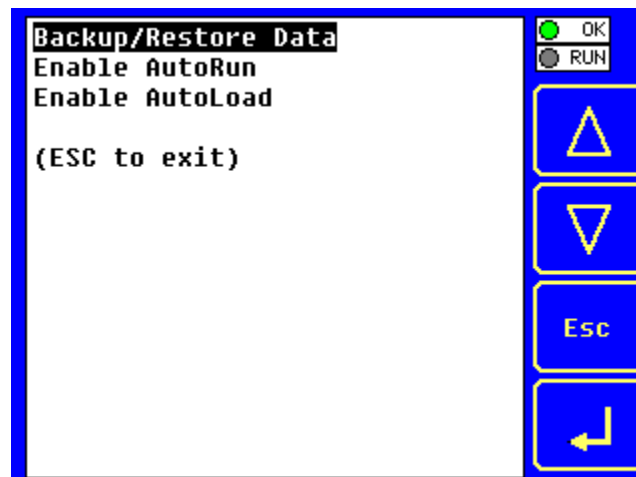 Backup/Restore Data
Enable AutoRun
Enable AutoLoad
(ESC to exit)
OK
RUN
Esc